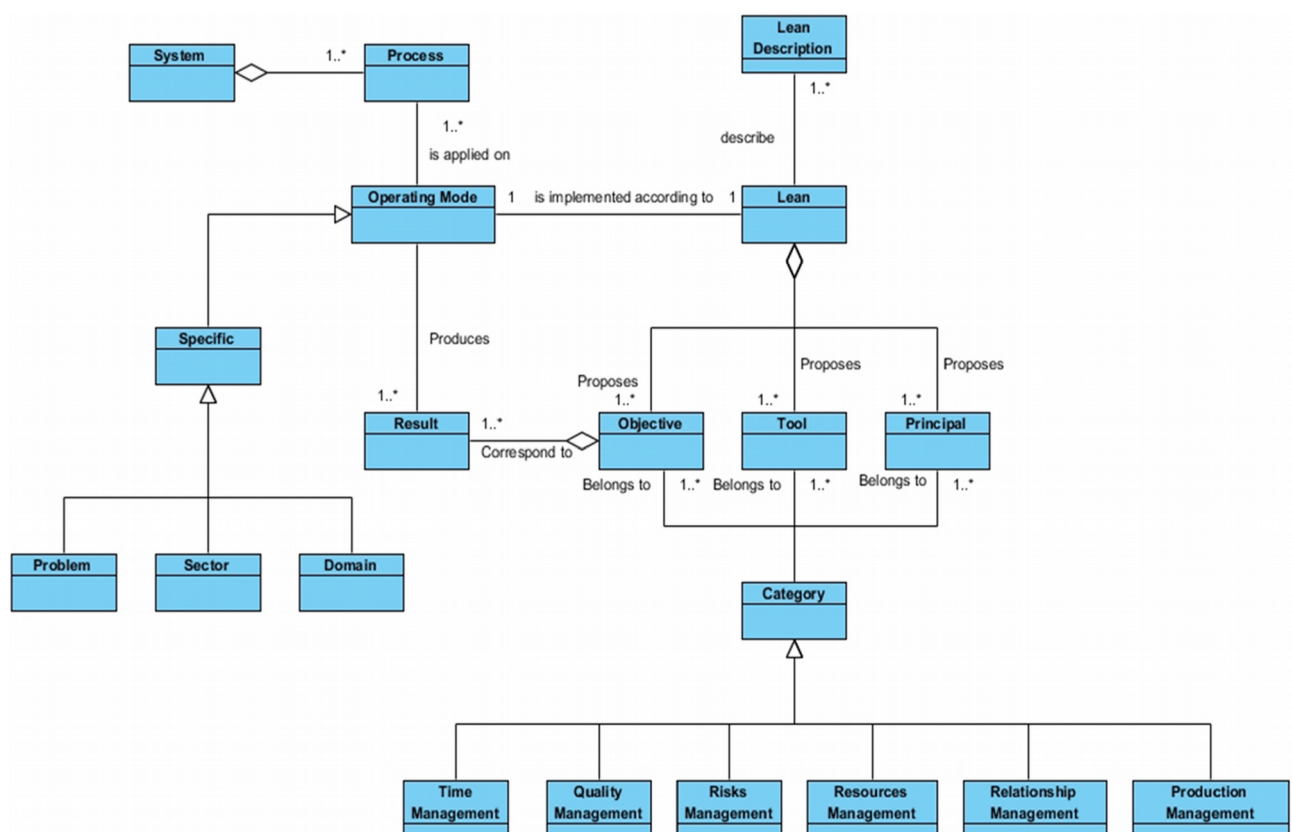 System
1..*
Process
Lean
Description
1..*
1..*
is applied on
describe
Operating Mode
1
is implemented according to
1
Lean
Specific
Produces
Proposes
Proposes
Proposes
1..*
1..*
1..*
1..*
Result
1..*
Correspond to
Objective
Tool
Principal
Belongs to
1..*
Belongs to
1..*
Belongs to
1..*
Problem
Sector
Domain
Category
Time
Management
Quality
Management
Risks
Management
Resources
Management
Relationship
Management
Production
Management